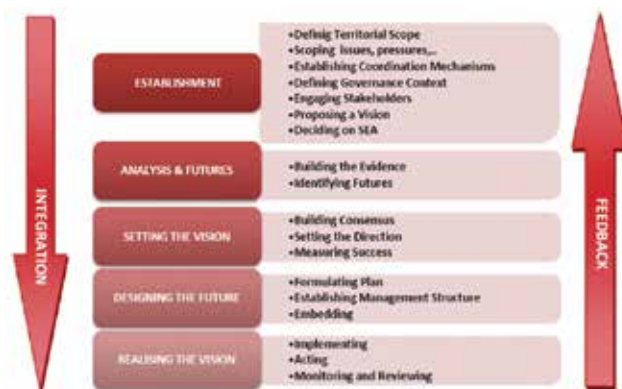 INTEGRATION
ESTABLISHMENT
•Definig Territorial Scope
•Scoping issues, pressures,..
•Establishing Coordination Mechanisms
•Defining Governance Context
•Engaging Stakeholders
•Proposing a Vision
•Deciding on SEA
ANALYSIS & FUTURES
•Building the Evidence
•Identifying Futures
SETTING THE VISION
•Building Consensus
•Setting the Direction
•Measuring Success
DESIGNING THE FUTURE
•Formulating Plan
•Establishing Management Structure
•Embedding
REALISING THE VISION
•Implementing
•Acting
•Monitoring and Reviewing
FEEDBACK